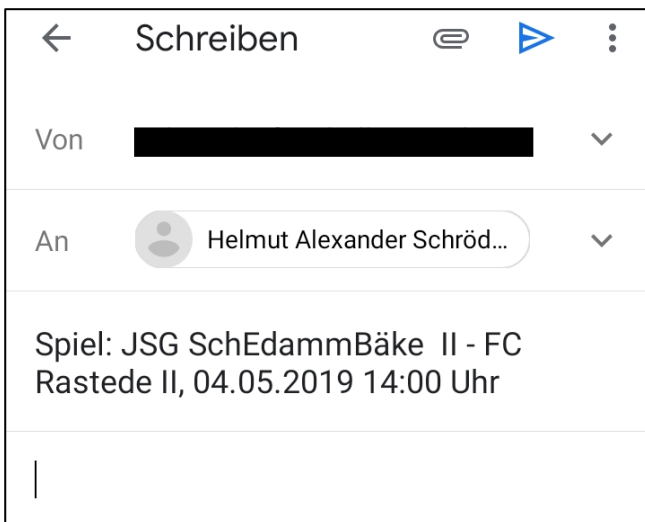 Schreiben
Von
An
Helmut Alexander Schröd...
Spiel: JSG SchEdammBäke II - FC
Rastede II, 04.05.2019 14:00 Uhr